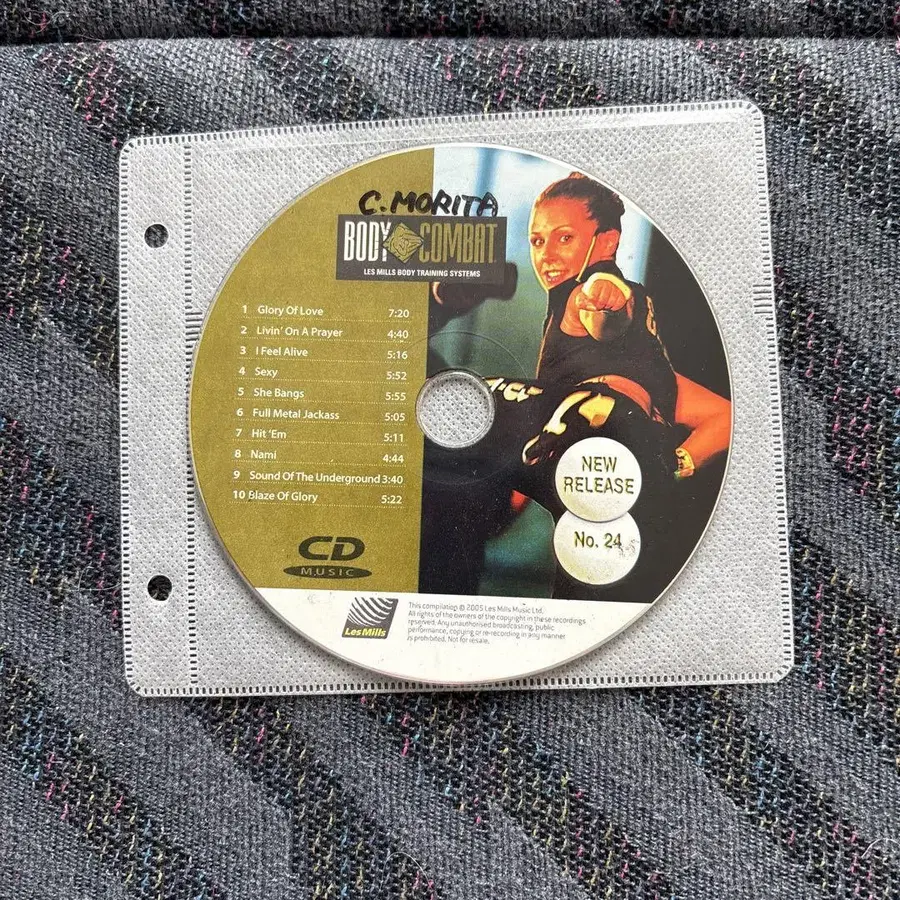 C. MORITA
BODY COMBAT
LES MILLS BODY TRAINING SYSTEMS
1 Glory Of Love 7:20
2 Livin' On A Prayer 4:40
3 I Feel Alive 5:16
4 Sexy 5:52
5 She Bangs 5:55
6 Full Metal Jackass 5:05
7 Hit 'Em 5:11
8 Nami 4:44
9 Sound Of The Underground 3:40
10 Blaze Of Glory 5:22
NEW
RELEASE
No. 24
CD
MUSIC
LesMills
This compilation © 2005 Les Mills Music Ltd.
All rights of the owners of the copyright in these recordings
reserved. Any unauthorised broadcasting, public
performance, copying or re-recording in any manner
is prohibited. Not for resale.